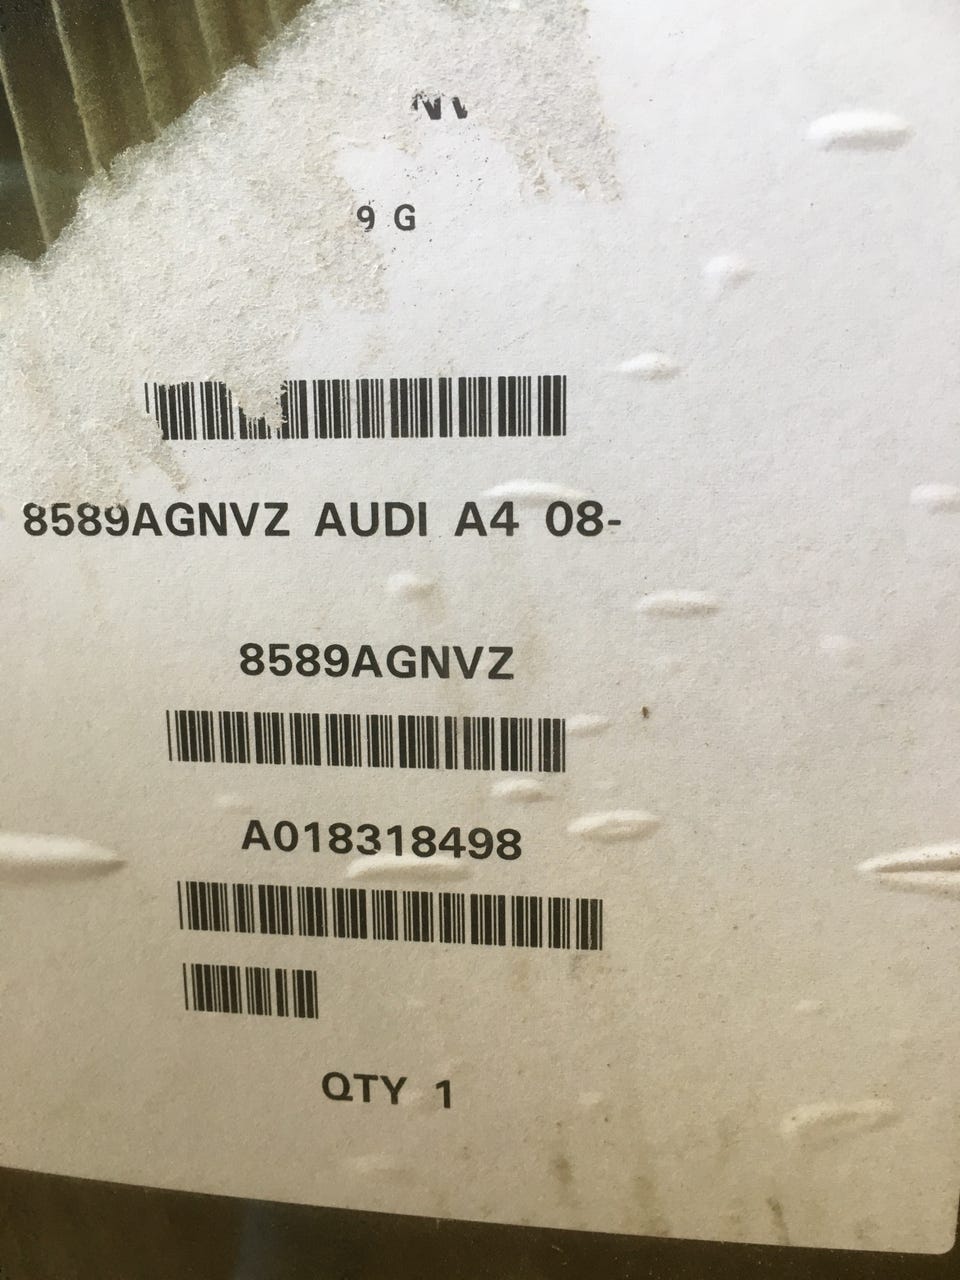 9 G
8589AGNVZ AUDI A4 08-
8589AGNVZ
A018318498
QTY 1